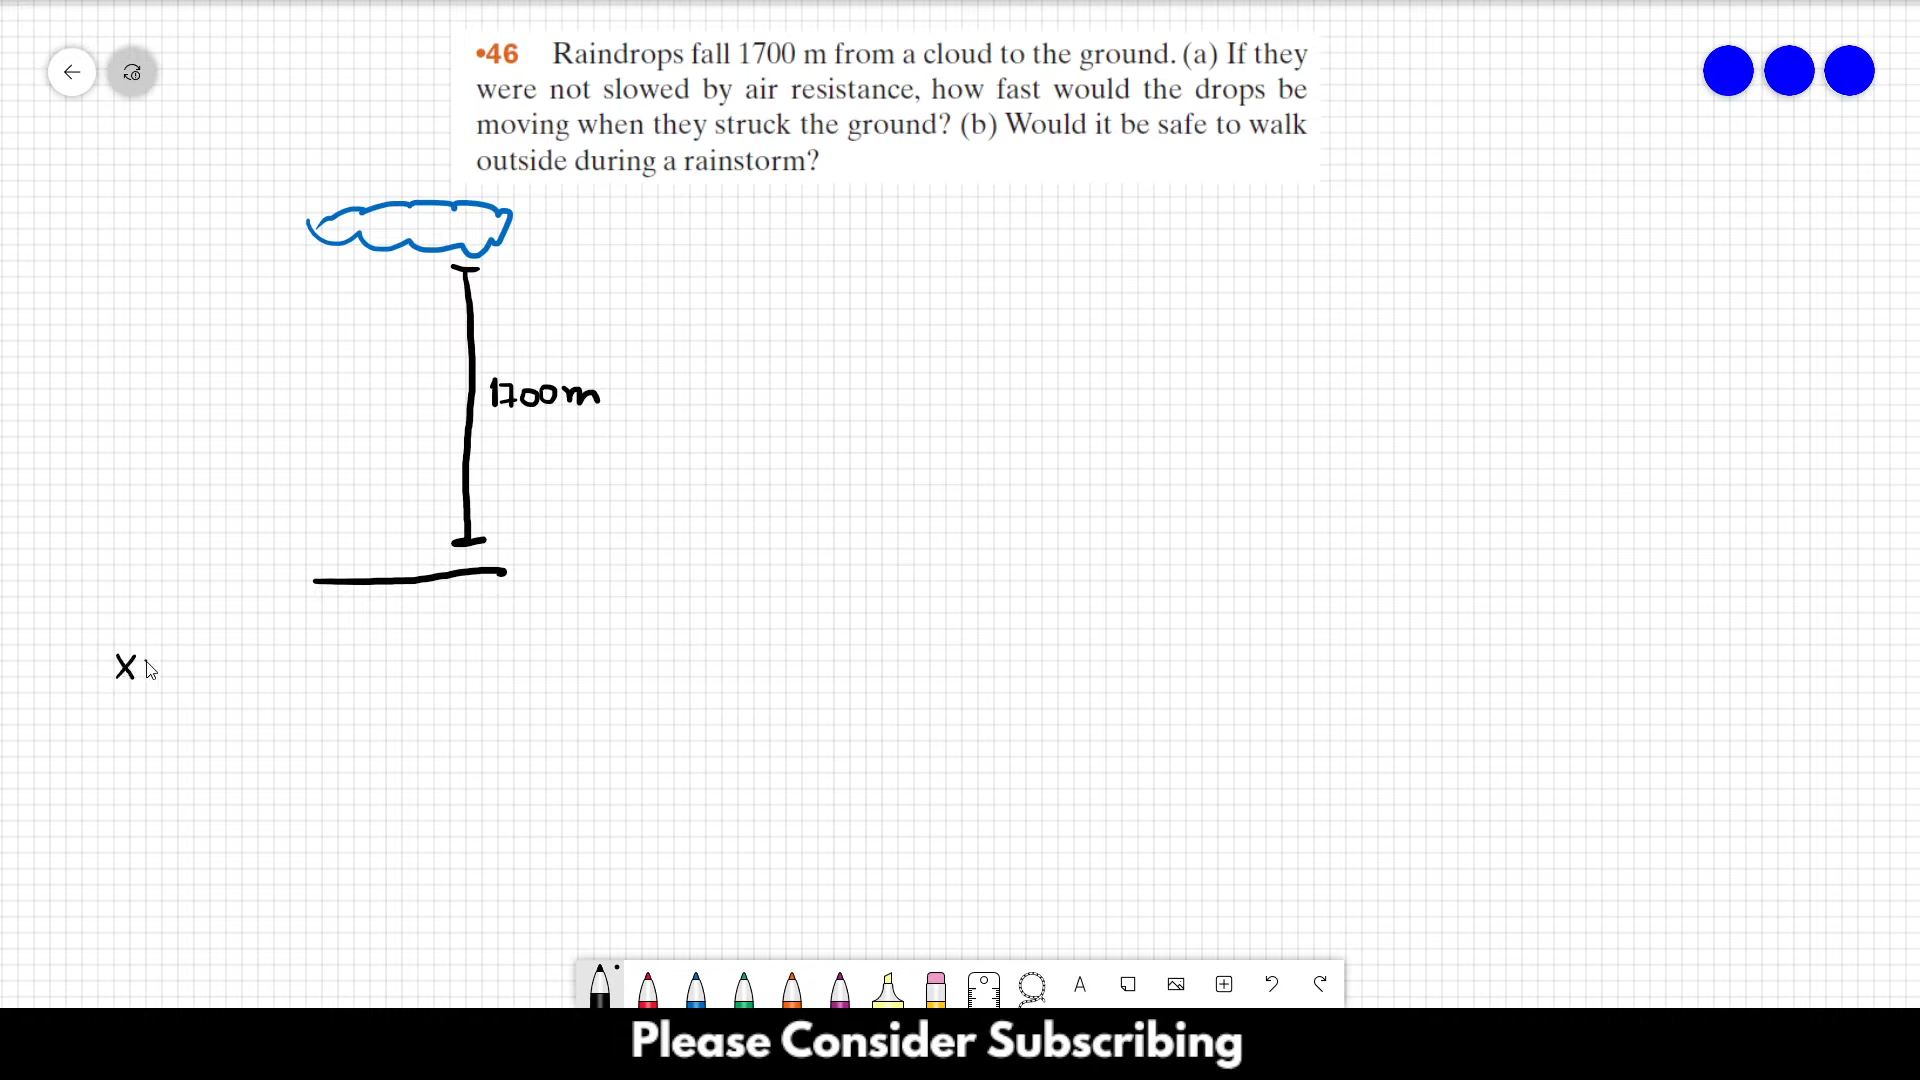 •46 Raindrops fall 1700 m from a cloud to the ground. (a) If they
were not slowed by air resistance, how fast would the drops be
moving when they struck the ground? (b) Would it be safe to walk
outside during a rainstorm?
1700m
X
A
Please Consider Subscribing